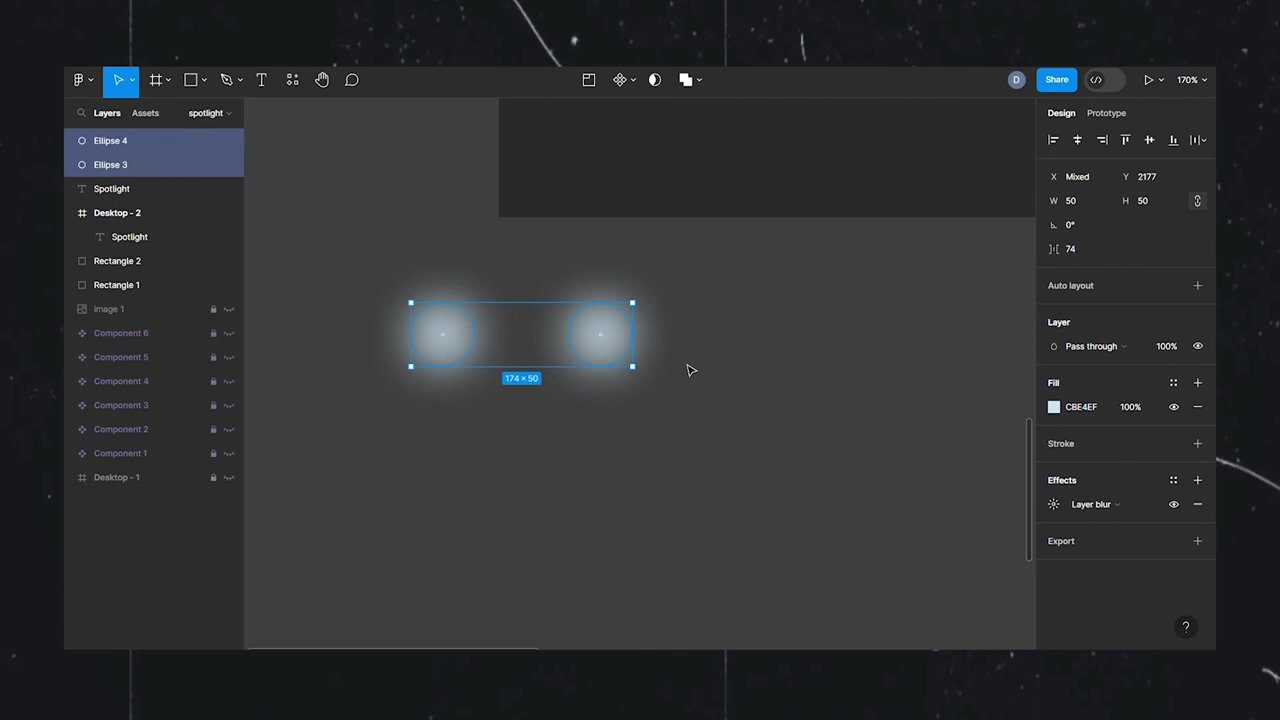 D
Share
170%
Layers
Assets
spotlight
Ellipse 4
Ellipse 3
Spotlight
Desktop - 2
Spotlight
Rectangle 2
Rectangle 1
image 1
Component 6
Component 5
Component 4
Component 3
Component 2
Component 1
Desktop - 1
174 × 50
Design
Prototype
X Mixed Y 2177
W 50 H 50
0°
74
Auto layout
Layer
Pass through 100%
Fill
CBE4EF 100%
Stroke
Effects
Layer blur
Export
?